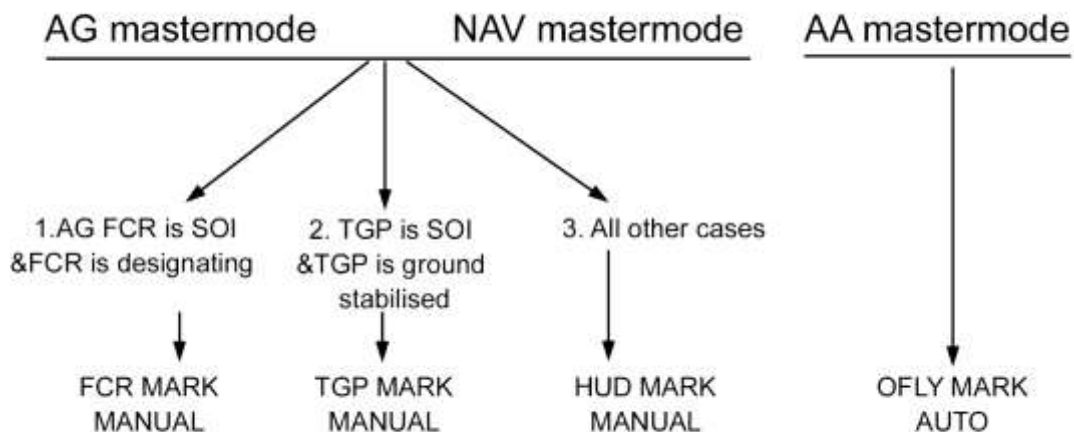 AG mastermode NAV mastermode AA mastermode
1.AG FCR is SOI
&FCR is designating
2. TGP is SOI
&TGP is ground
stabilised
3. All other cases
FCR MARK
MANUAL
TGP MARK
MANUAL
HUD MARK
MANUAL
OFLY MARK
AUTO